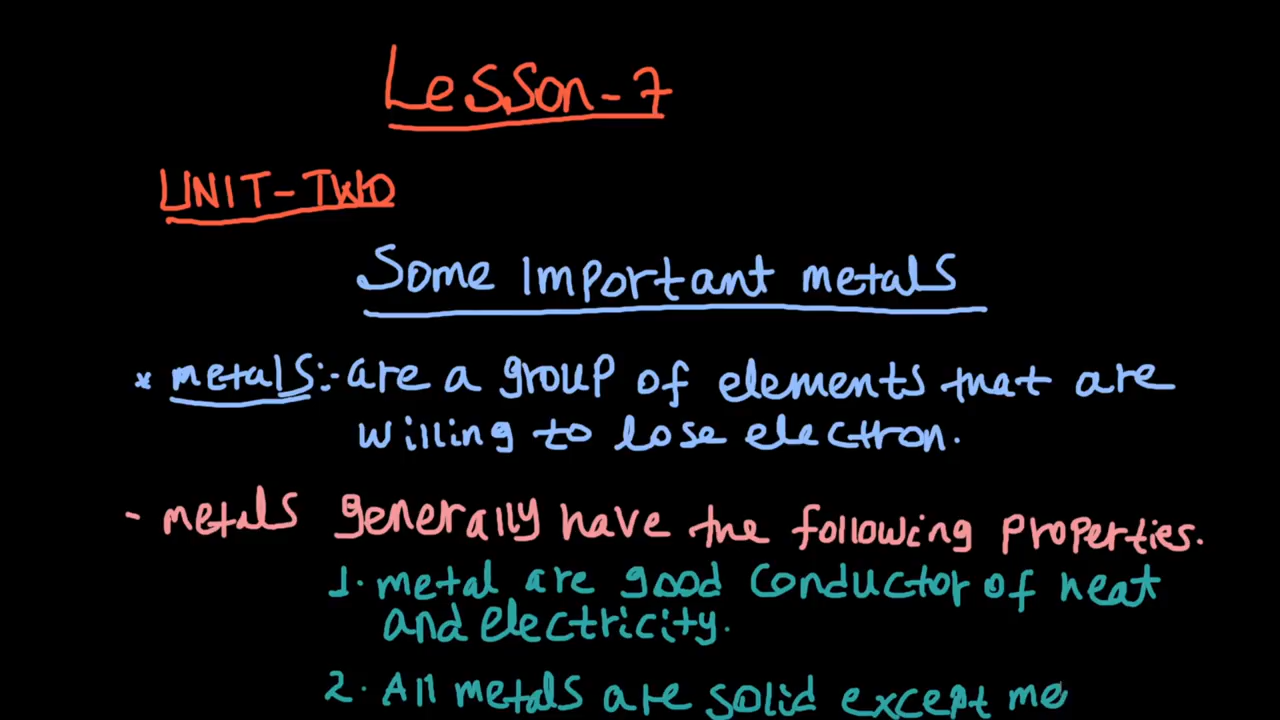 Lesson-7
UNIT-TWO
Some Important metals
* metals:- are a group of elements that are
willing to lose electron.
- metals generally have the following properties.
1. metal are good conductor of heat
and electricity.
2. All metals are solid except me